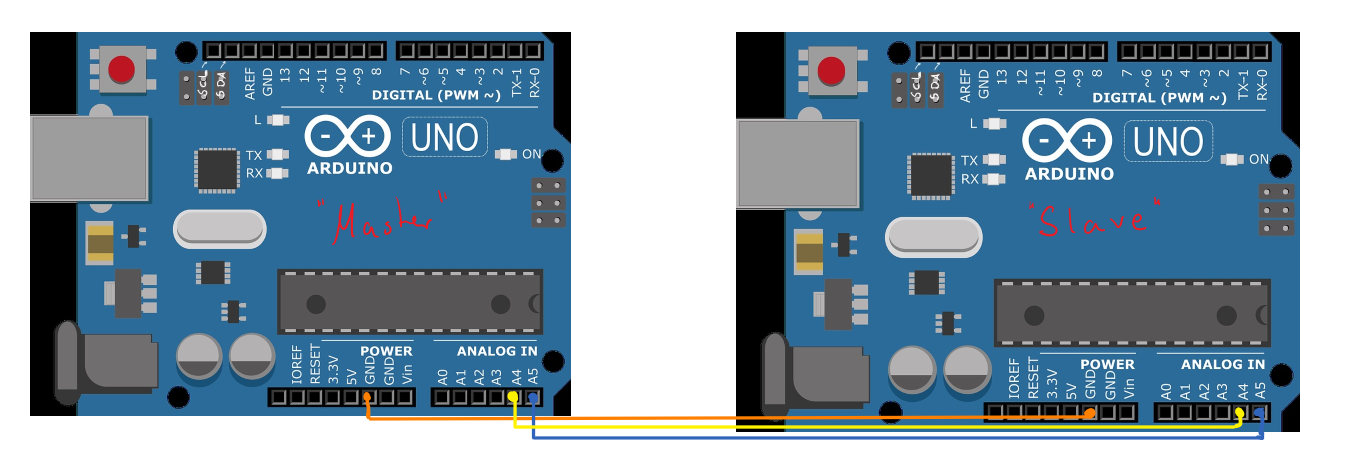 SCL SDA
AREF GND 13 12 ~11 ~10 ~9 8 7 ~6 ~5 4 ~3 2 TX-1 RX-0
DIGITAL (PWM ~)
L
TX
RX
ARDUINO
UNO
ON
"Master"
POWER
ANALOG IN
IOREF RESET 3.3V 5V GND GND Vin A0 A1 A2 A3 A4 A5
SCL SDA
AREF GND 13 12 ~11 ~10 ~9 8 7 ~6 ~5 4 ~3 2 TX-1 RX-0
DIGITAL (PWM ~)
L
TX
RX
ARDUINO
UNO
ON
"Slave"
POWER
ANALOG IN
IOREF RESET 3.3V 5V GND GND Vin A0 A1 A2 A3 A4 A5